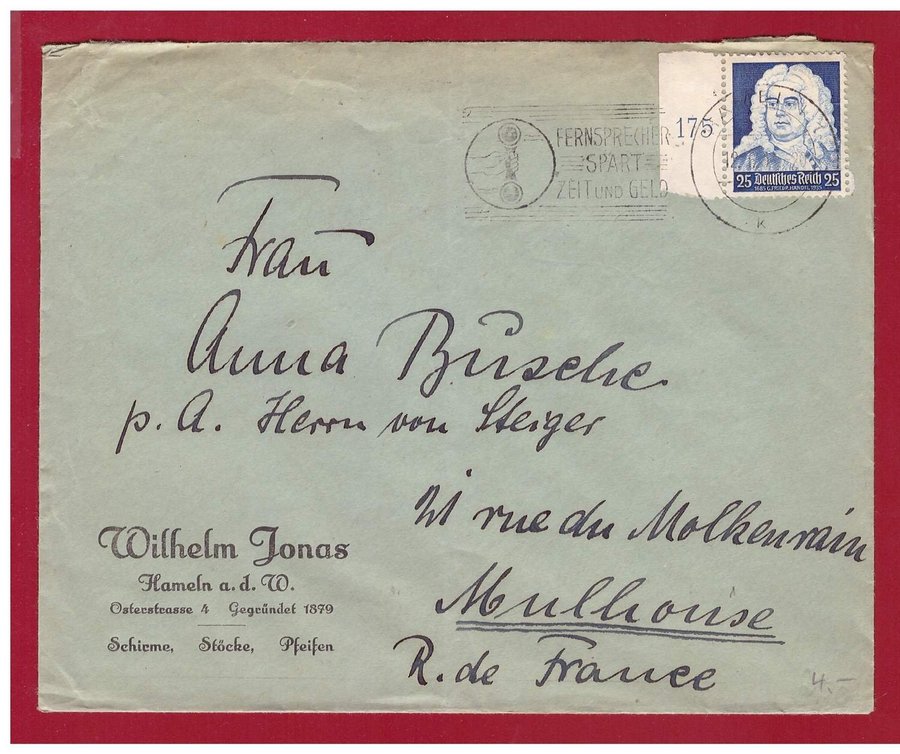 FERNSPRECHER
SPART
ZEIT UND GELD
175
25 Deutsches Reich 25
1685 G. FRIEDR. HÄNDEL 1935
K
Frau
Anna Büsche
p. A. Herrn von Steiger
21 rue du Molkenrain
Mulhouse
R. de France
Wilhelm Jonas
Hameln a. d. W.
Osterstrasse 4 Gegründet 1879
Schirme, Stöcke, Pfeifen
4.-